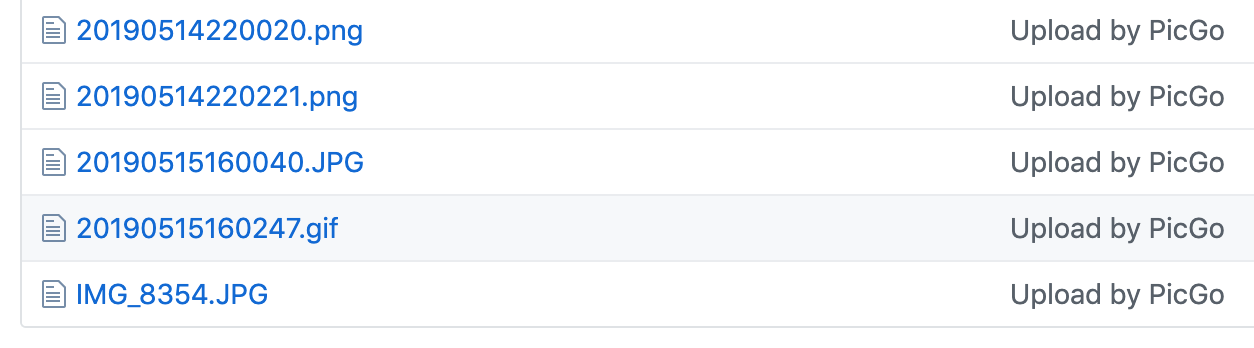 20190514220020.png Upload by PicGo
20190514220221.png Upload by PicGo
20190515160040.JPG Upload by PicGo
20190515160247.gif Upload by PicGo
IMG_8354.JPG Upload by PicGo